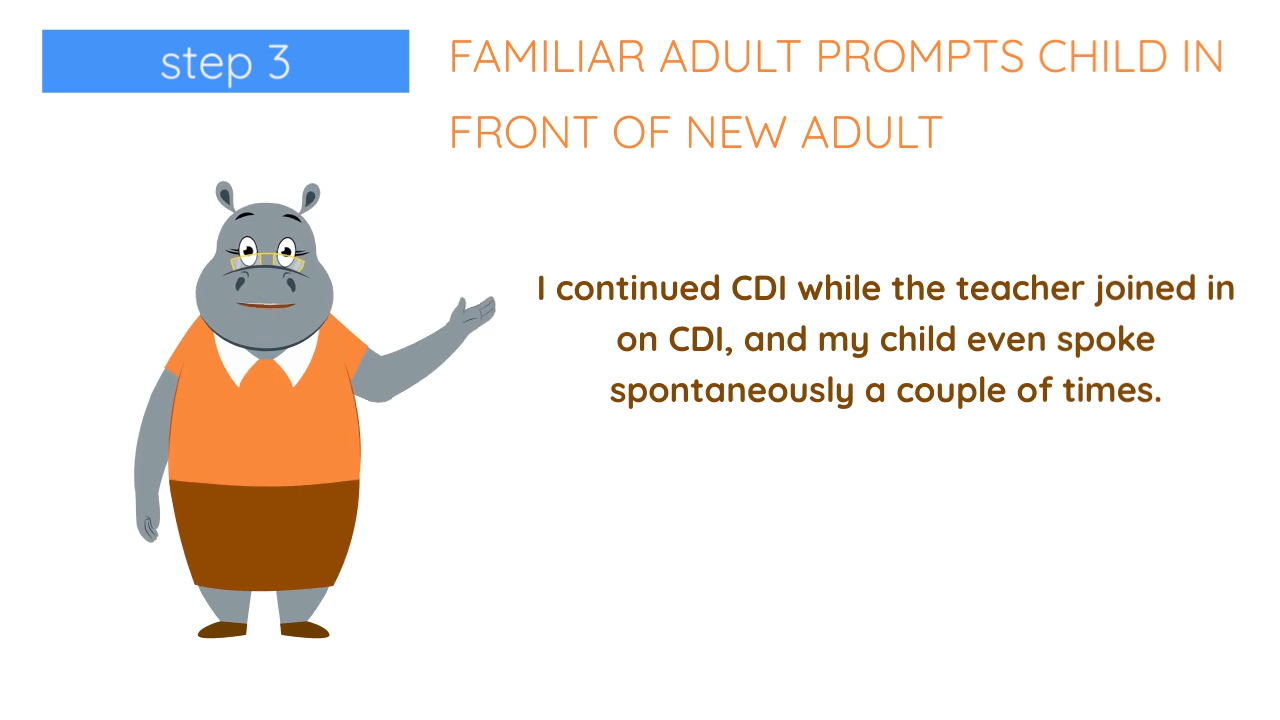 step 3
FAMILIAR ADULT PROMPTS CHILD IN
FRONT OF NEW ADULT
I continued CDI while the teacher joined in
on CDI, and my child even spoke
spontaneously a couple of times.